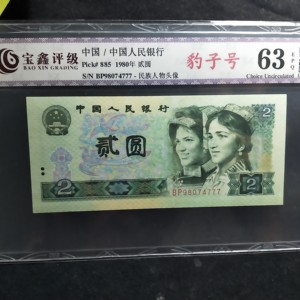 宝鑫评级
BAO XIN GRADING
中国 / 中国人民银行
Pick# 885 1980年 贰圆
S/N BP98074777 - 民族人物头像
豹子号
63 EPQ
Choice Uncirculated
中国人民银行
贰圆
2
2
BP98074777